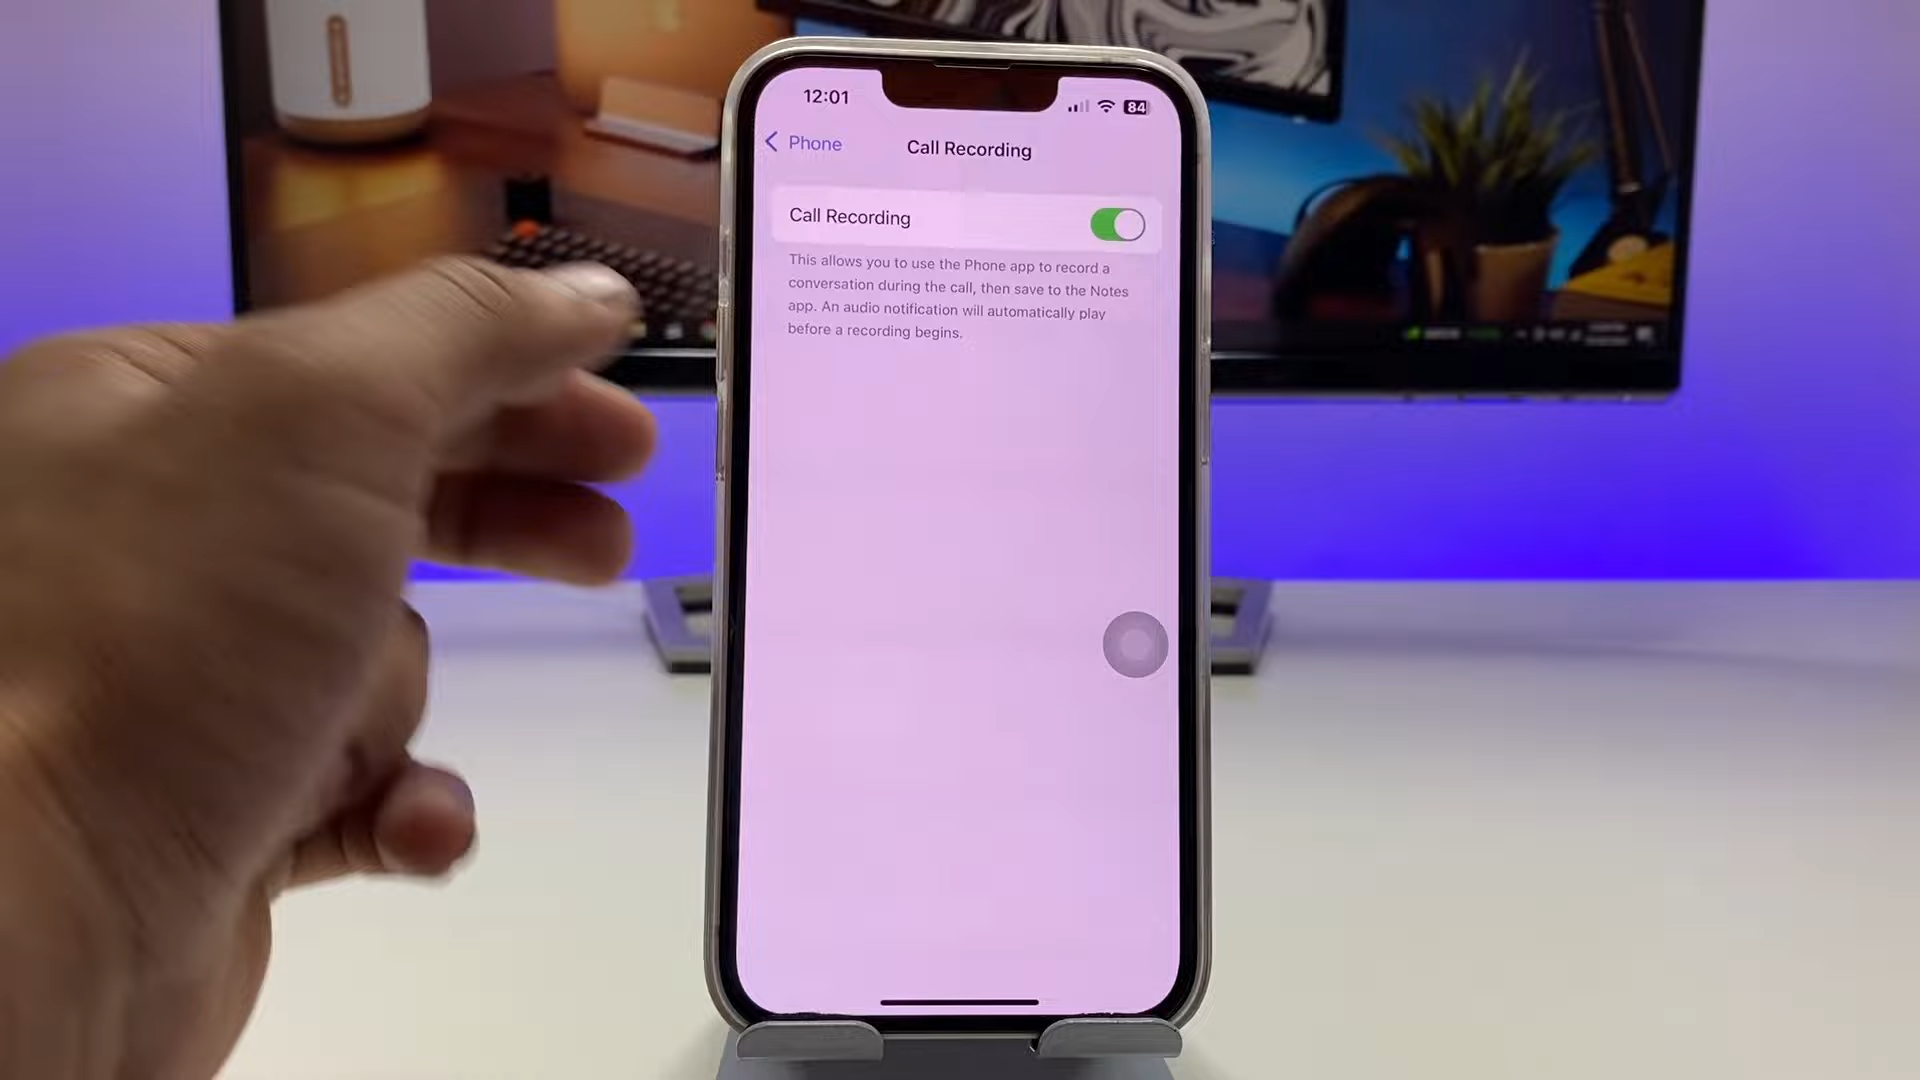 12:01
84
Phone
Call Recording
Call Recording
This allows you to use the Phone app to record a
conversation during the call, then save to the Notes
app. An audio notification will automatically play
before a recording begins.